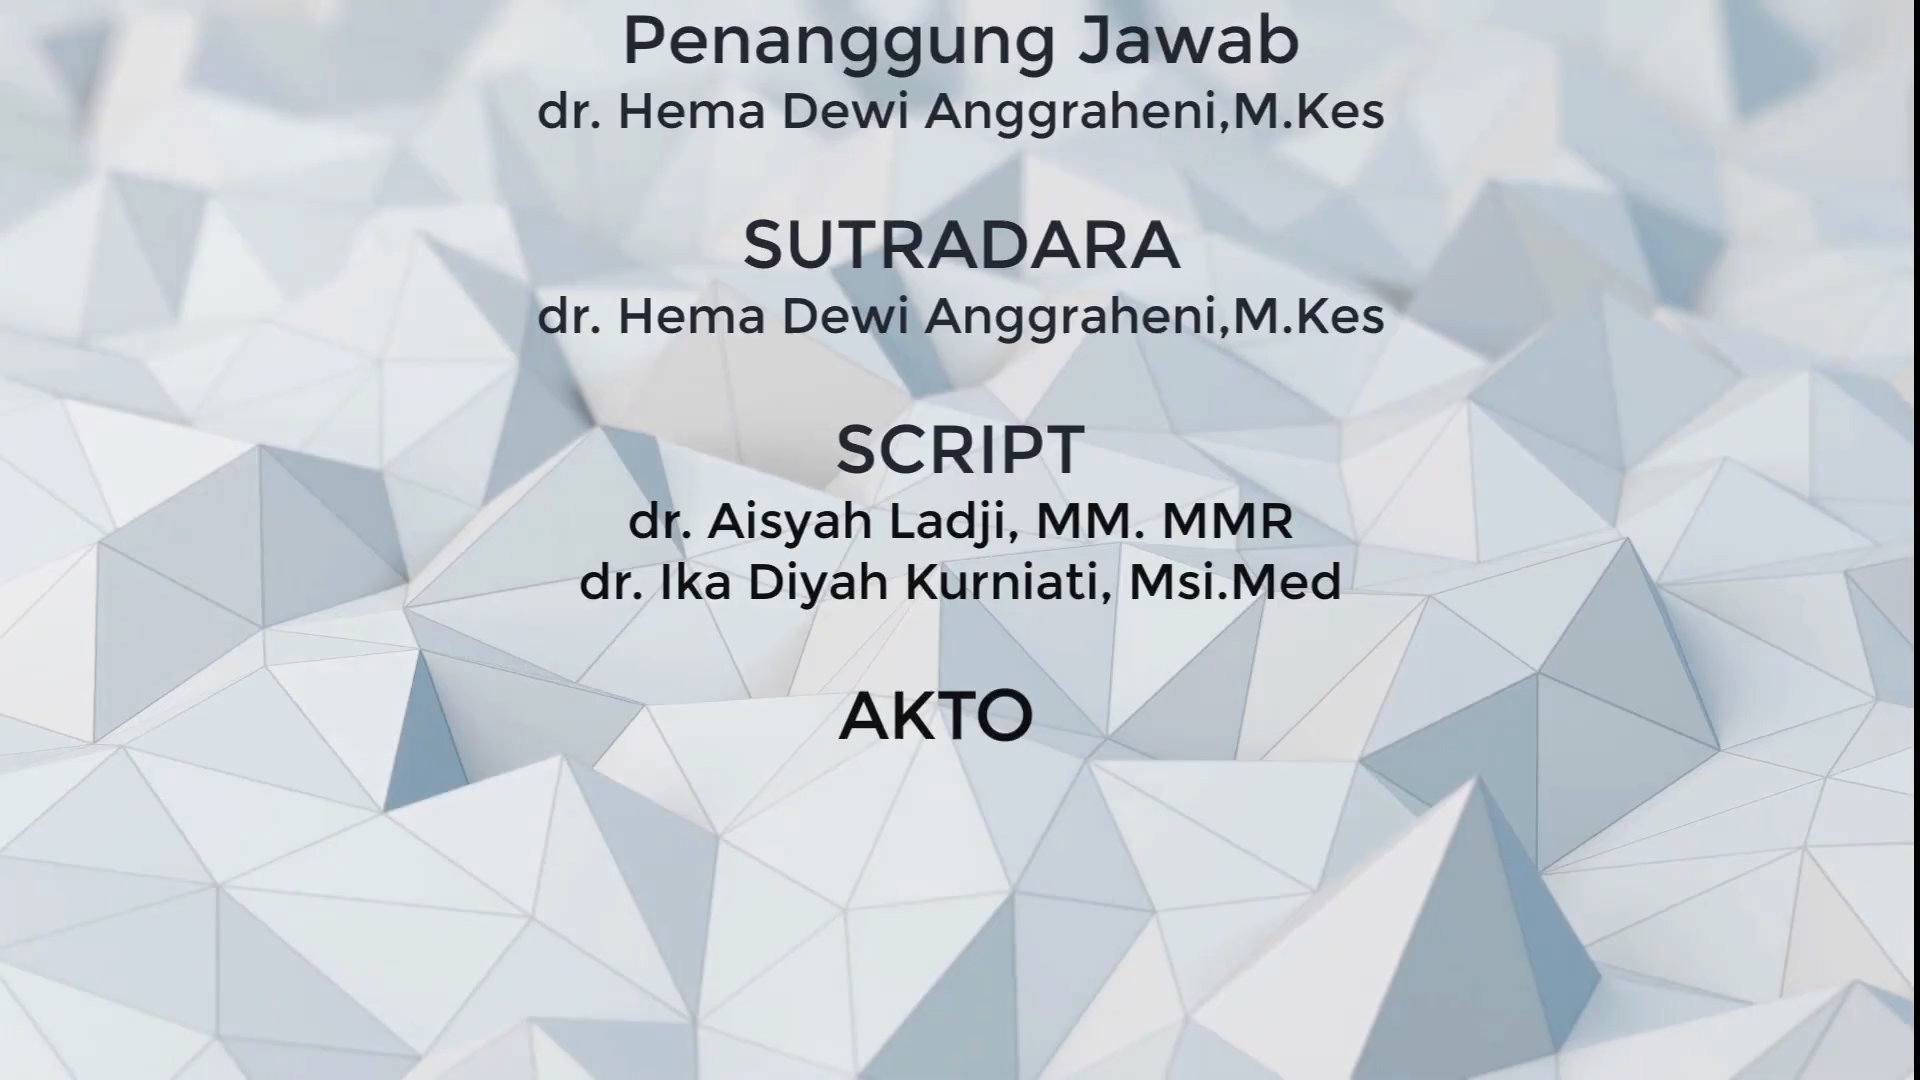 Penanggung Jawab
dr. Hema Dewi Anggraheni,M.Kes
SUTRADARA
dr. Hema Dewi Anggraheni,M.Kes
SCRIPT
dr. Aisyah Ladji, MM. MMR
dr. Ika Diyah Kurniati, Msi.Med
AKTO